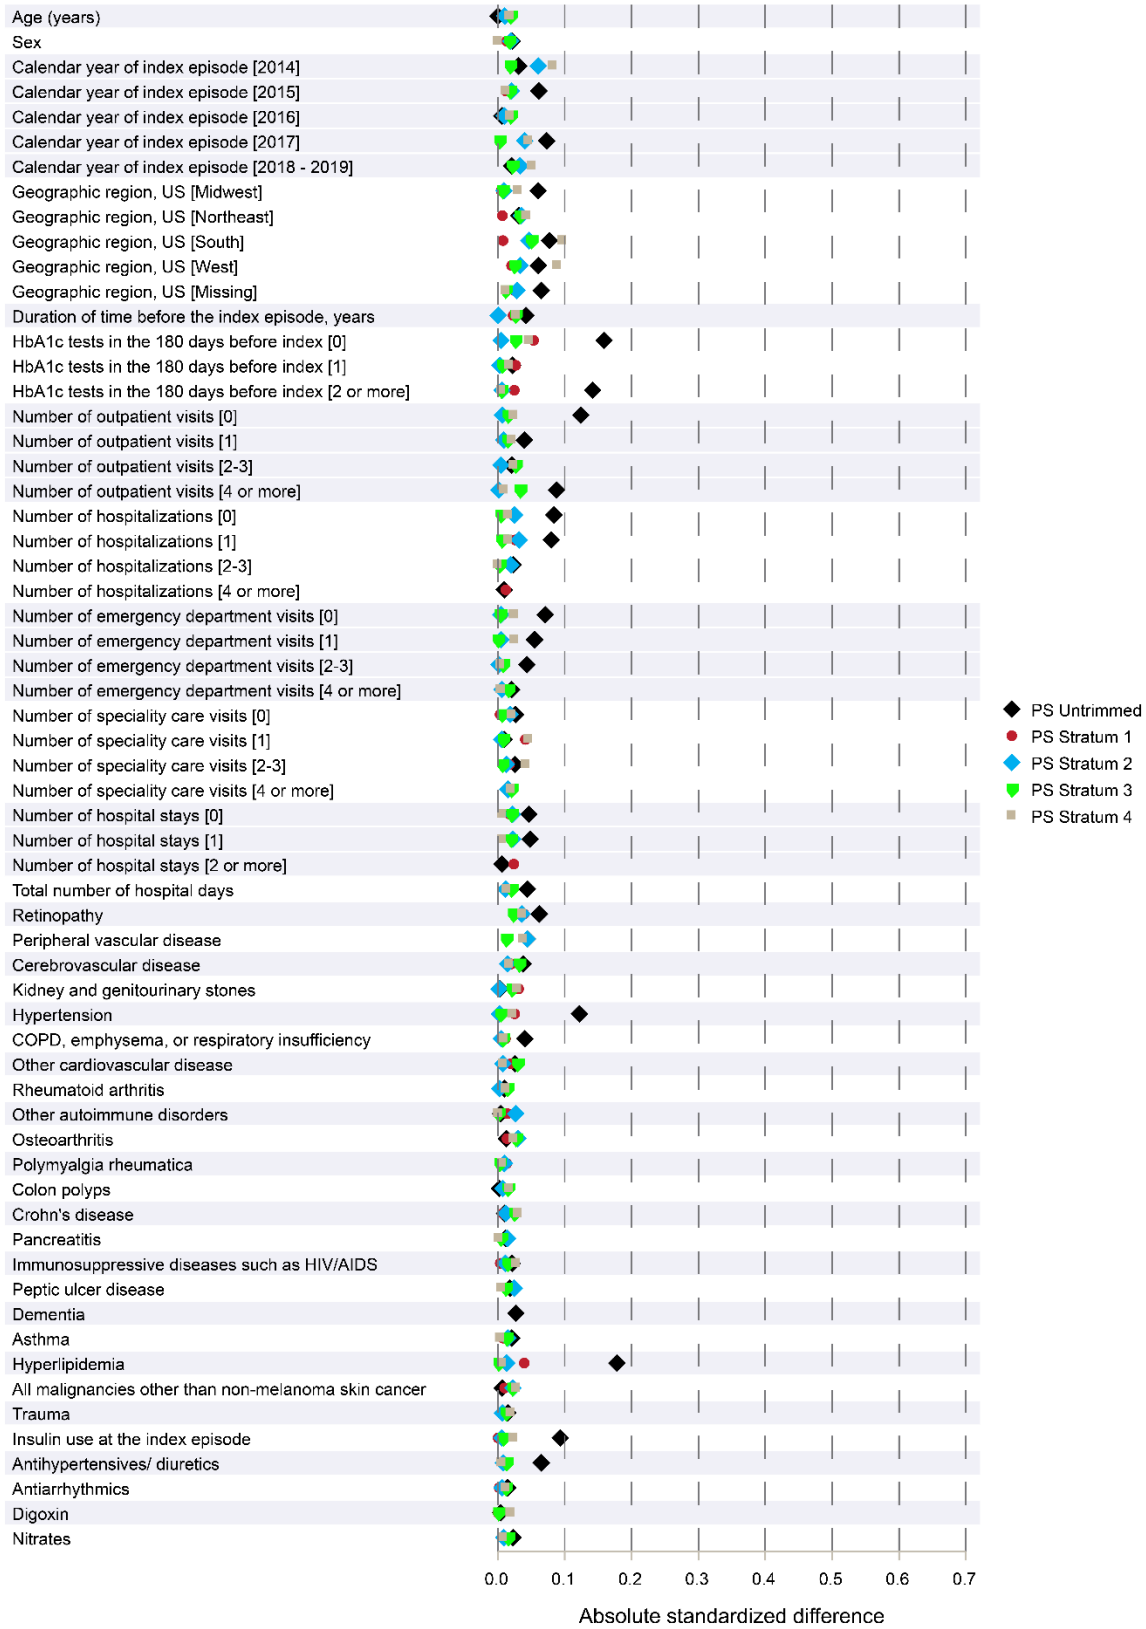 Age (years)
Sex
Calendar year of index episode [2014]
Calendar year of index episode [2015]
Calendar year of index episode [2016]
Calendar year of index episode [2017]
Calendar year of index episode [2018 - 2019]
Geographic region, US [Midwest]
Geographic region, US [Northeast]
Geographic region, US [South]
Geographic region, US [West]
Geographic region, US [Missing]
Duration of time before the index episode, years
HbA1c tests in the 180 days before index [0]
HbA1c tests in the 180 days before index [1]
HbA1c tests in the 180 days before index [2 or more]
Number of outpatient visits [0]
Number of outpatient visits [1]
Number of outpatient visits [2-3]
Number of outpatient visits [4 or more]
Number of hospitalizations [0]
Number of hospitalizations [1]
Number of hospitalizations [2-3]
Number of hospitalizations [4 or more]
Number of emergency department visits [0]
Number of emergency department visits [1]
Number of emergency department visits [2-3]
Number of emergency department visits [4 or more]
Number of speciality care visits [0]
Number of speciality care visits [1]
Number of speciality care visits [2-3]
Number of speciality care visits [4 or more]
Number of hospital stays [0]
Number of hospital stays [1]
Number of hospital stays [2 or more]
Total number of hospital days
Retinopathy
Peripheral vascular disease
Cerebrovascular disease
Kidney and genitourinary stones
Hypertension
COPD, emphysema, or respiratory insufficiency
Other cardiovascular disease
Rheumatoid arthritis
Other autoimmune disorders
Osteoarthritis
Polymyalgia rheumatica
Colon polyps
Crohn's disease
Pancreatitis
Immunosuppressive diseases such as HIV/AIDS
Peptic ulcer disease
Dementia
Asthma
Hyperlipidemia
All malignancies other than non-melanoma skin cancer
Trauma
Insulin use at the index episode
Antihypertensives/ diuretics
Antiarrhythmics
Digoxin
Nitrates
0.0 0.1 0.2 0.3 0.4 0.5 0.6 0.7
Absolute standardized difference
PS Untrimmed
PS Stratum 1
PS Stratum 2
PS Stratum 3
PS Stratum 4